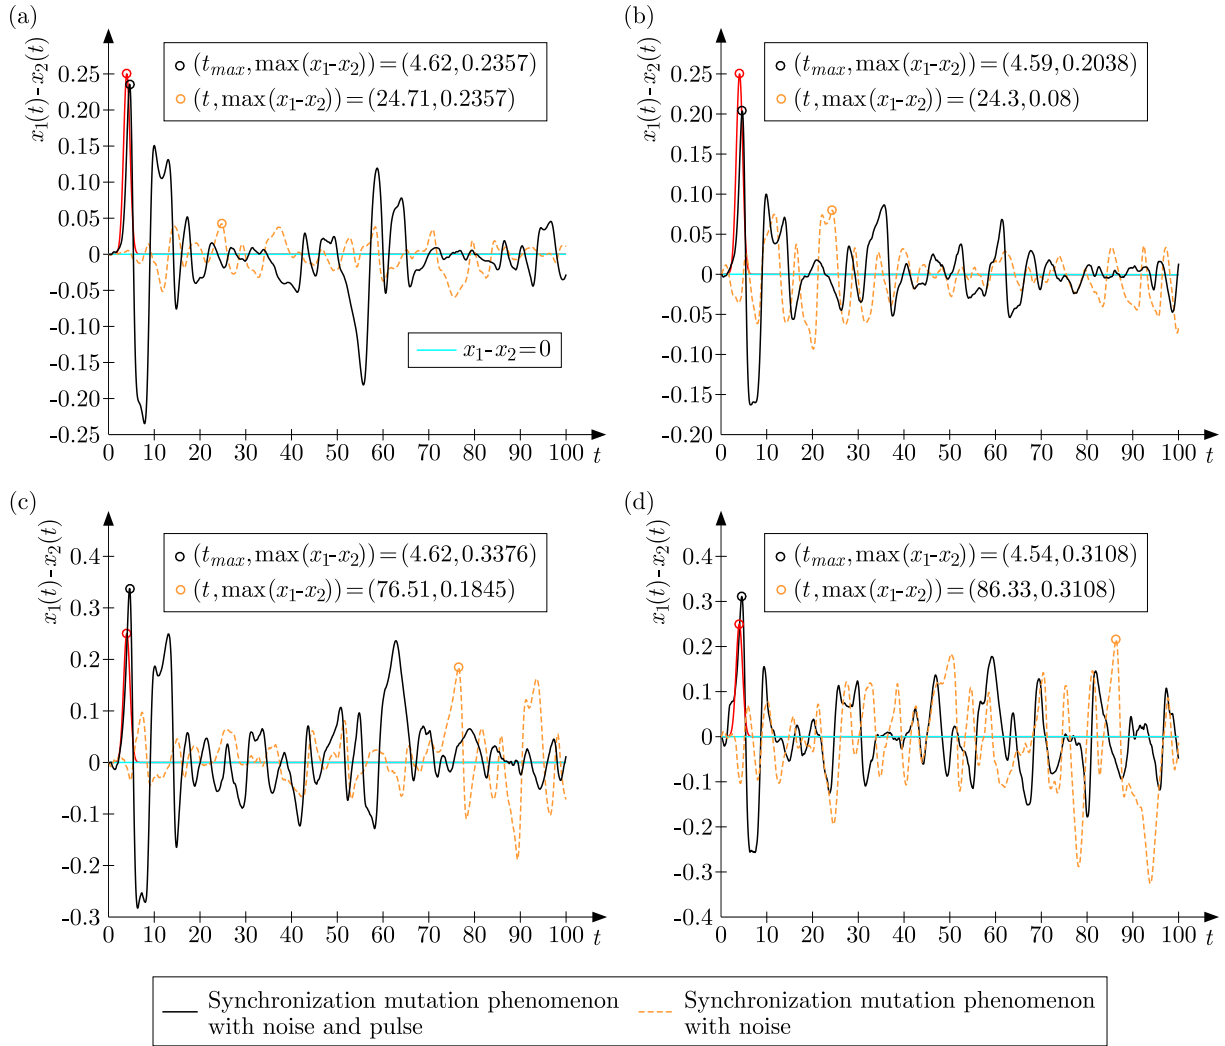 (a)
x₁(t)-x₂(t)
(t_max,max(x₁-x₂))=(4.62,0.2357)
(t,max(x₁-x₂))=(24.71,0.2357)
0.25
0.20
0.15
0.10
0.05
0
-0.05
-0.10
-0.15
-0.20
-0.25
x₁-x₂=0
0 10 20 30 40 50 60 70 80 90 100 t
(b)
x₁(t)-x₂(t)
(t_max,max(x₁-x₂))=(4.59,0.2038)
(t,max(x₁-x₂))=(24.3,0.08)
0.25
0.20
0.15
0.10
0.05
0
-0.05
-0.10
-0.15
-0.20
0 10 20 30 40 50 60 70 80 90 100 t
(c)
x₁(t)-x₂(t)
(t_max,max(x₁-x₂))=(4.62,0.3376)
(t,max(x₁-x₂))=(76.51,0.1845)
0.4
0.3
0.2
0.1
0
-0.1
-0.2
-0.3
0 10 20 30 40 50 60 70 80 90 100 t
(d)
x₁(t)-x₂(t)
(t_max,max(x₁-x₂))=(4.54,0.3108)
(t,max(x₁-x₂))=(86.33,0.3108)
0.4
0.3
0.2
0.1
0
-0.1
-0.2
-0.3
-0.4
0 10 20 30 40 50 60 70 80 90 100 t
Synchronization mutation phenomenon
with noise and pulse
Synchronization mutation phenomenon
with noise